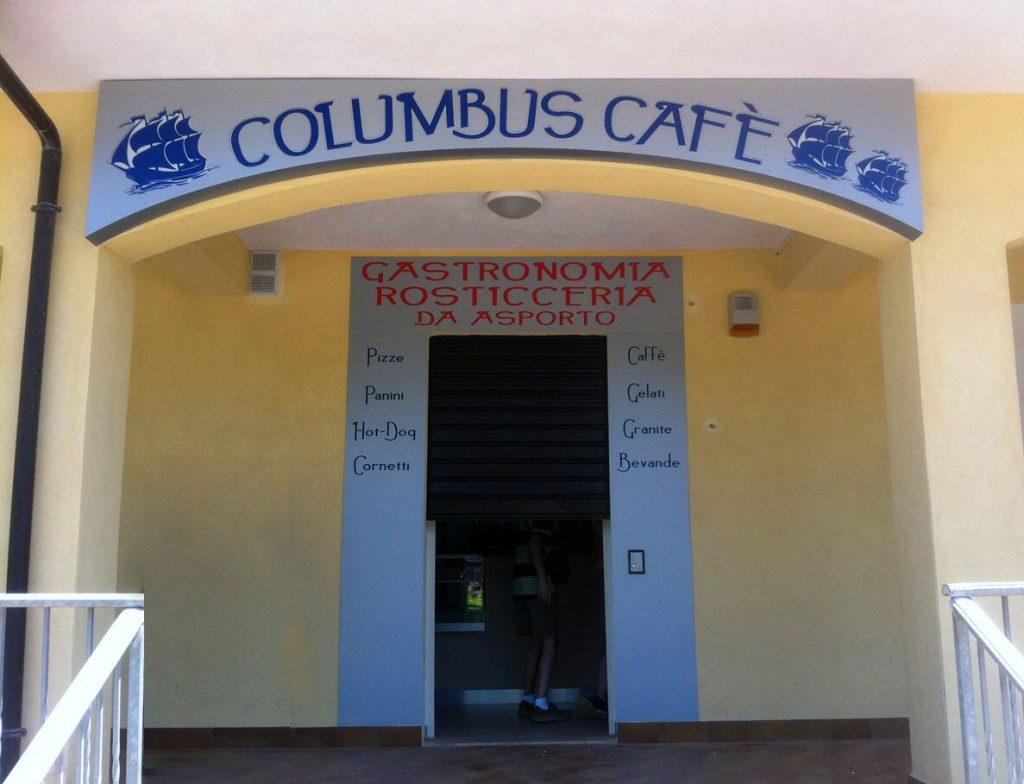 COLUMBUS CAFÈ
GASTRONOMIA
ROSTICCERIA
DA ASPORTO
Pizze
Panini
Hot-Dog
Cornetti
Caffè
Gelati
Granite
Bevande